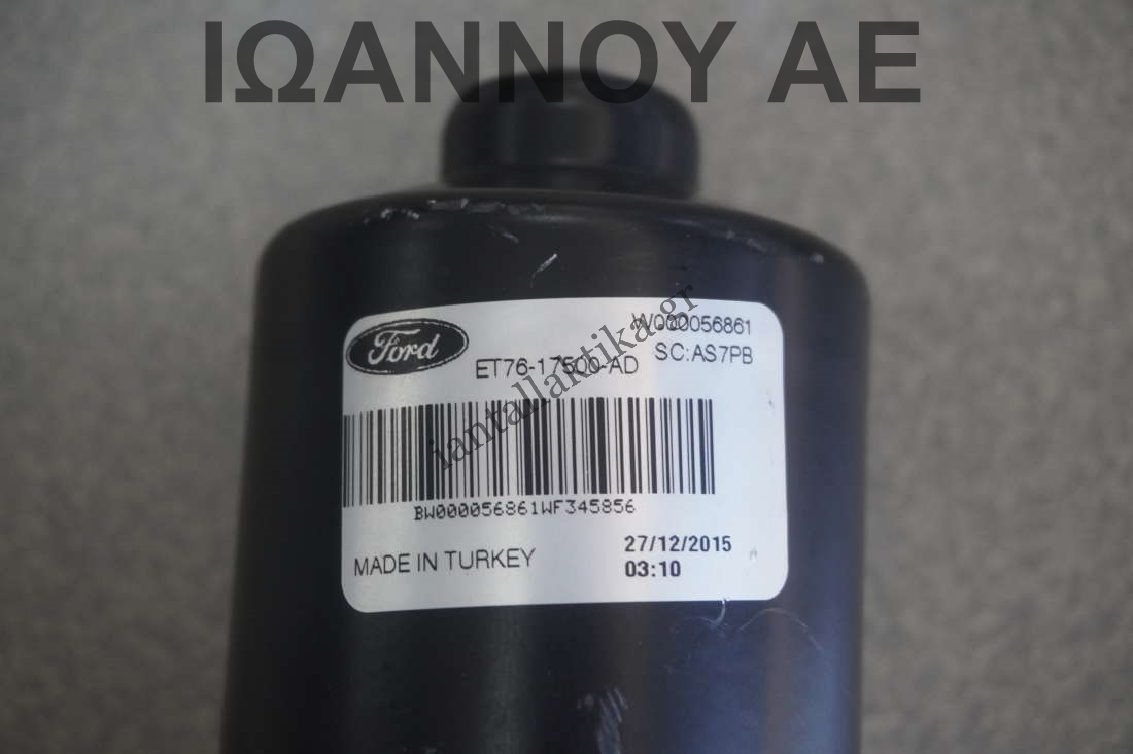 ΙΩΑΝΝΟΥ ΑΕ
Ford
W000056861
ET76-17500-AD
SC:AS7PB
iantallaktika.gr
BW000056861WF345856
MADE IN TURKEY
27/12/2015
03:10